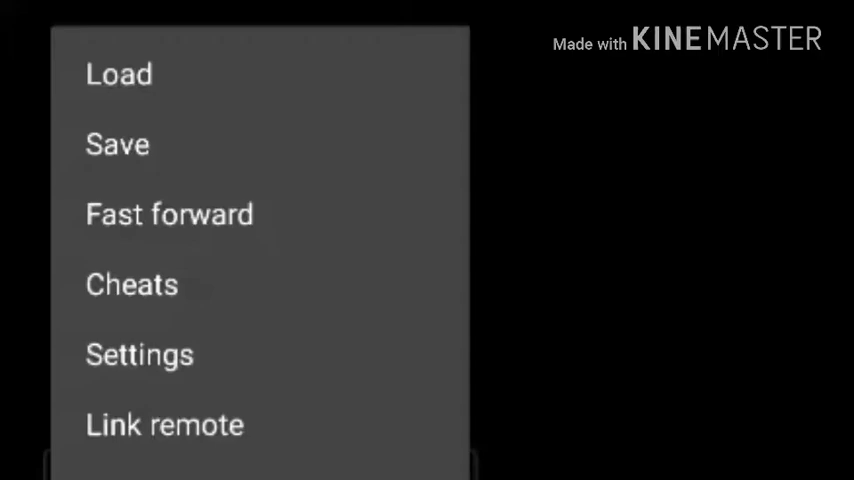 Made with KINEMASTER
Load
Save
Fast forward
Cheats
Settings
Link remote